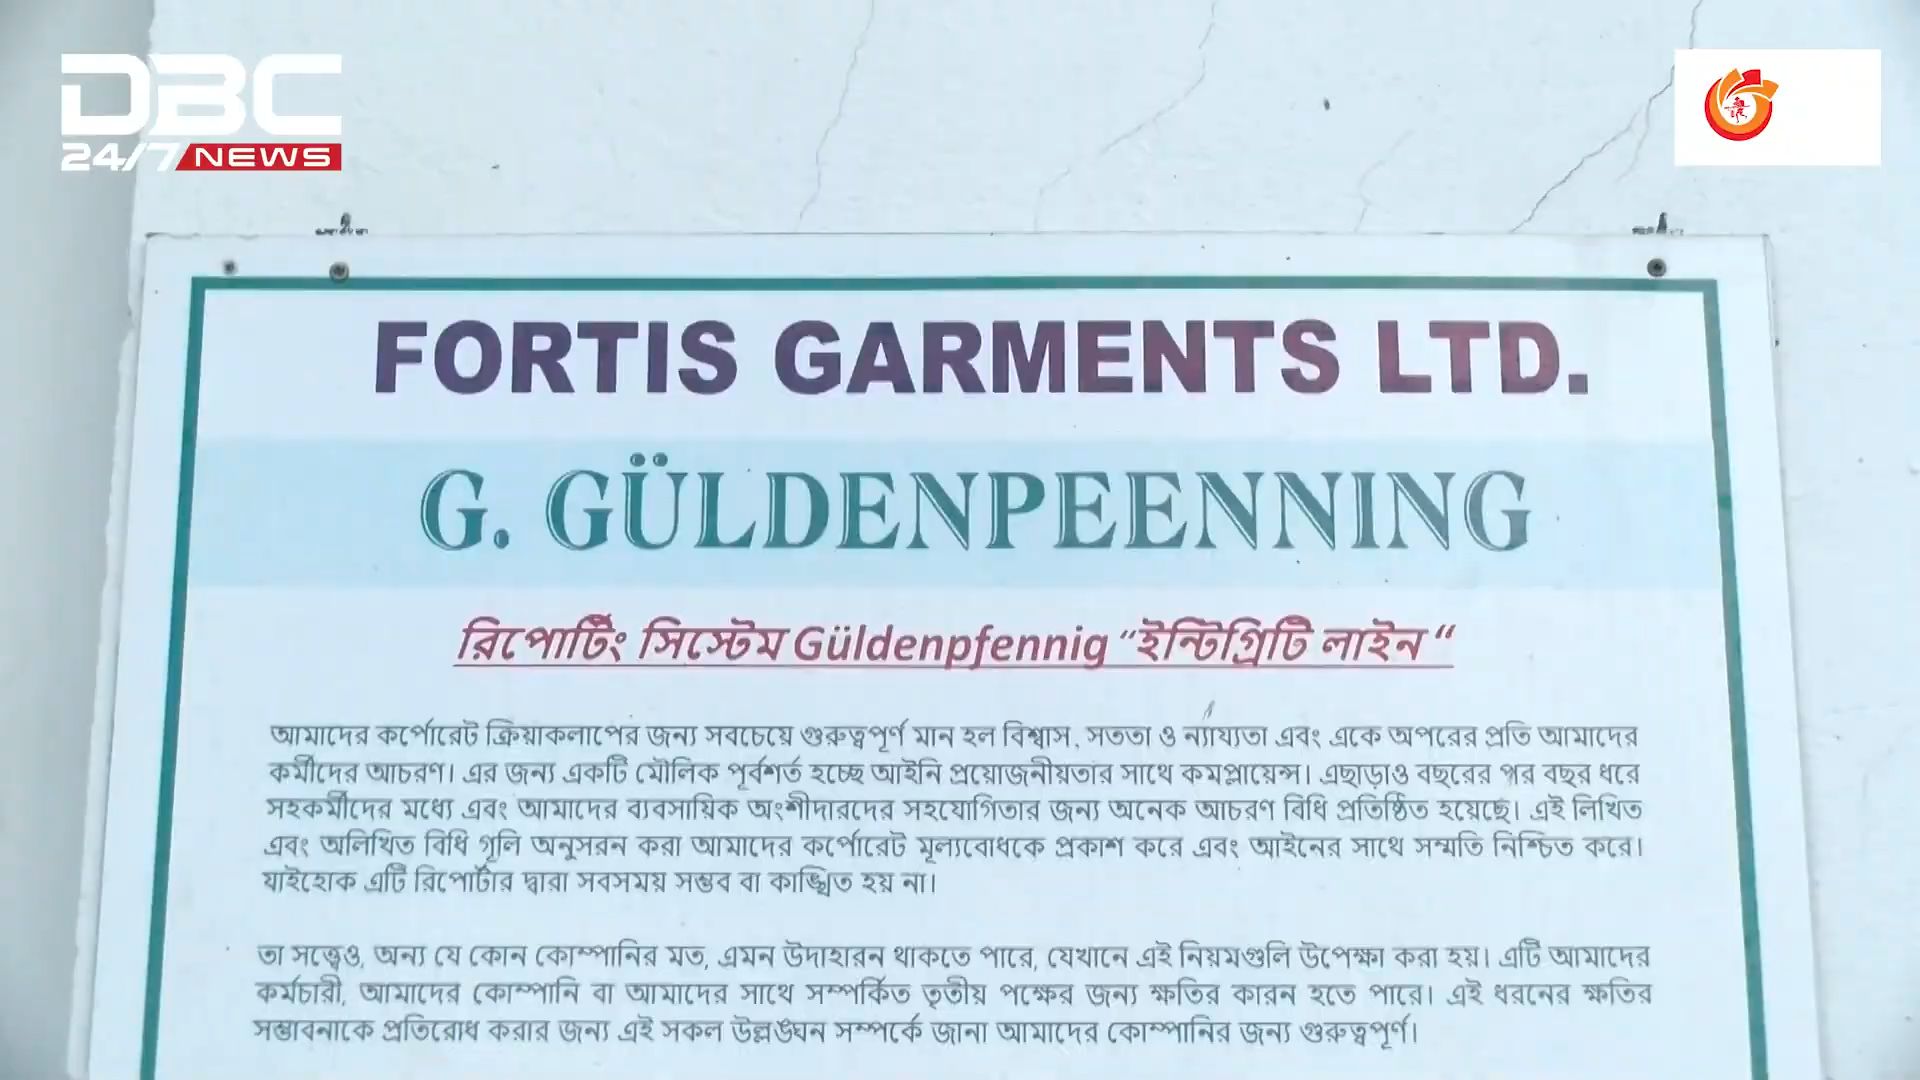 DBC
24/7 NEWS
FORTIS GARMENTS LTD.
G. GÜLDENPEENNING
রিপোর্টিং সিস্টেম Güldenpfennig “ইন্টিগ্রিটি লাইন“
আমাদের কর্পোরেট ক্রিয়াকলাপের জন্য সবচেয়ে গুরুত্বপূর্ণ মান হল বিশ্বাস, সততা ও ন্যায্যতা এবং একে অপরের প্রতি আমাদের
কর্মীদের আচরণ। এর জন্য একটি মৌলিক পূর্বশর্ত হচ্ছে আইনি প্রয়োজনীয়তার সাথে কমপ্লায়েন্স। এছাড়াও বছরের পর বছর ধরে
সহকর্মীদের মধ্যে এবং আমাদের ব্যবসায়িক অংশীদারদের সহযোগিতার জন্য অনেক আচরণ বিধি প্রতিষ্ঠিত হয়েছে। এই লিখিত
এবং অলিখিত বিধি গূলি অনুসরন করা আমাদের কর্পোরেট মূল্যবোধকে প্রকাশ করে এবং আইনের সাথে সম্মতি নিশ্চিত করে।
যাইহোক এটি রিপোর্টার দ্বারা সবসময় সম্ভব বা কাঙ্খিত হয় না।
তা সত্ত্বেও, অন্য যে কোন কোম্পানির মত, এমন উদাহারন থাকতে পারে, যেখানে এই নিয়মগুলি উপেক্ষা করা হয়। এটি আমাদের
কর্মচারী, আমাদের কোম্পানি বা আমাদের সাথে সম্পর্কিত তৃতীয় পক্ষের জন্য ক্ষতির কারন হতে পারে। এই ধরনের ক্ষতির
সম্ভাবনাকে প্রতিরোধ করার জন্য এই সকল উল্লঙ্ঘন সম্পর্কে জানা আমাদের কোম্পানির জন্য গুরুত্বপূর্ণ।